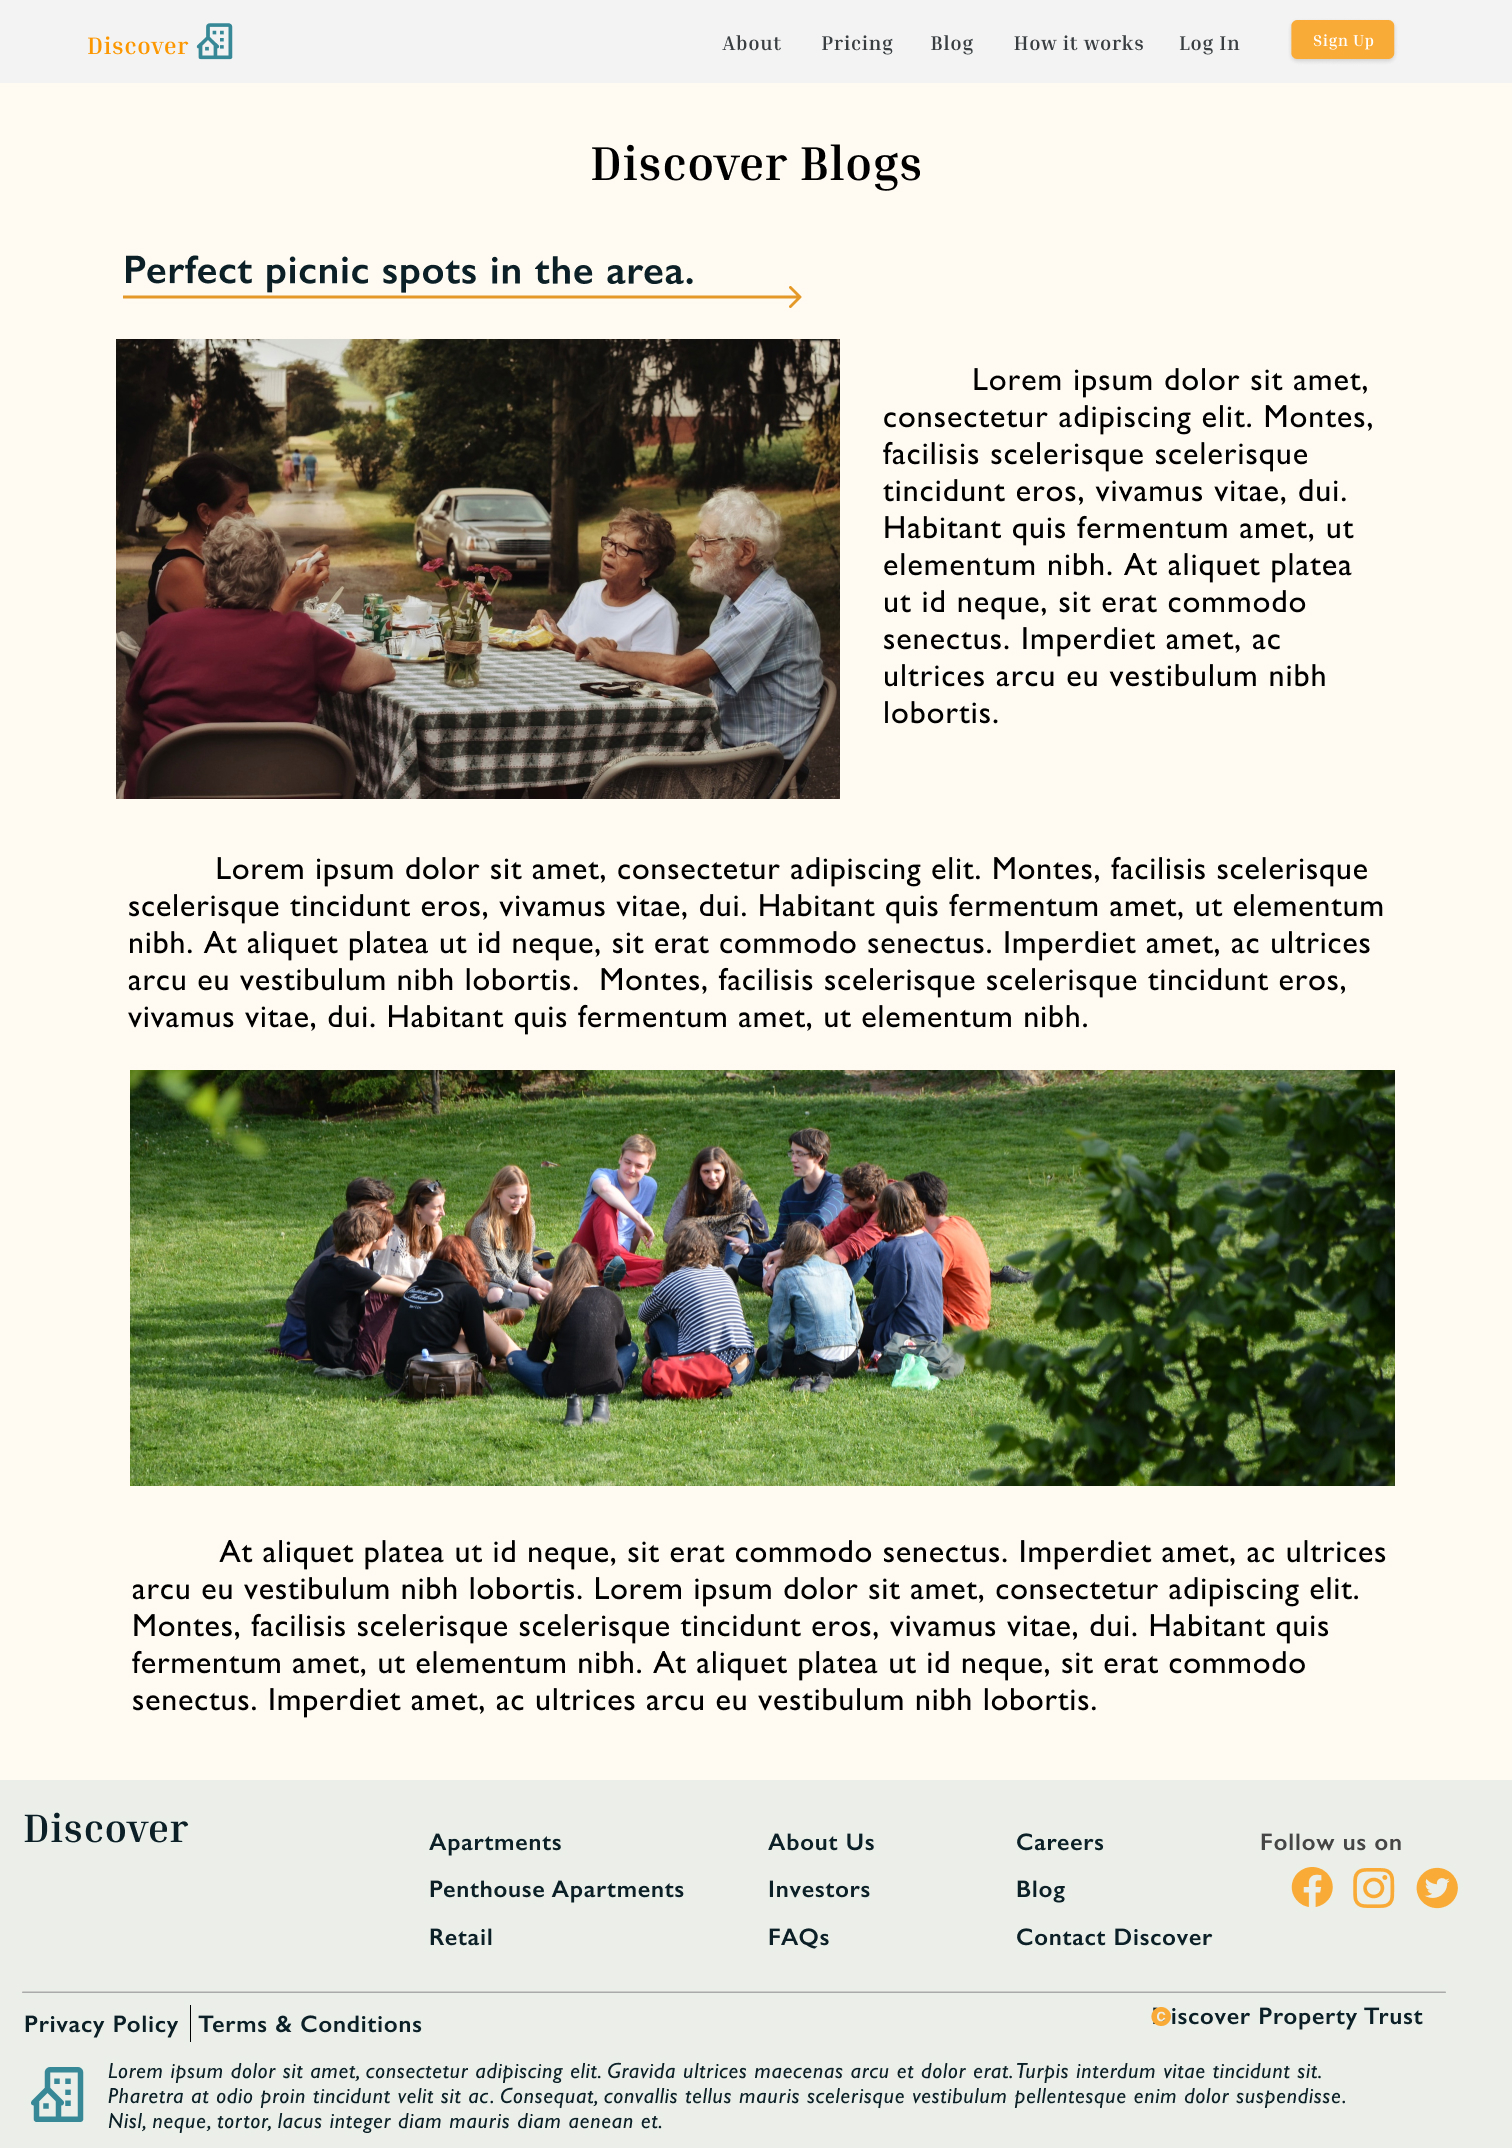 Discover
About Pricing Blog How it works Log In Sign Up
Discover Blogs
Perfect picnic spots in the area.
Lorem ipsum dolor sit amet,
consectetur adipiscing elit. Montes,
facilisis scelerisque scelerisque
tincidunt eros, vivamus vitae, dui.
Habitant quis fermentum amet, ut
elementum nibh. At aliquet platea
ut id neque, sit erat commodo
senectus. Imperdiet amet, ac
ultrices arcu eu vestibulum nibh
lobortis.
Lorem ipsum dolor sit amet, consectetur adipiscing elit. Montes, facilisis scelerisque
scelerisque tincidunt eros, vivamus vitae, dui. Habitant quis fermentum amet, ut elementum
nibh. At aliquet platea ut id neque, sit erat commodo senectus. Imperdiet amet, ac ultrices
arcu eu vestibulum nibh lobortis.  Montes, facilisis scelerisque scelerisque tincidunt eros,
vivamus vitae, dui. Habitant quis fermentum amet, ut elementum nibh.
At aliquet platea ut id neque, sit erat commodo senectus. Imperdiet amet, ac ultrices
arcu eu vestibulum nibh lobortis. Lorem ipsum dolor sit amet, consectetur adipiscing elit.
Montes, facilisis scelerisque scelerisque tincidunt eros, vivamus vitae, dui. Habitant quis
fermentum amet, ut elementum nibh. At aliquet platea ut id neque, sit erat commodo
senectus. Imperdiet amet, ac ultrices arcu eu vestibulum nibh lobortis.
Discover
Apartments
Penthouse Apartments
Retail
About Us
Investors
FAQs
Careers
Blog
Contact Discover
Follow us on
Privacy Policy
Terms & Conditions
© Discover Property Trust
Lorem ipsum dolor sit amet, consectetur adipiscing elit. Gravida ultrices maecenas arcu et dolor erat. Turpis interdum vitae tincidunt sit.
Pharetra at odio proin tincidunt velit sit ac. Consequat, convallis tellus mauris scelerisque vestibulum pellentesque enim dolor suspendisse.
Nisl, neque, tortor, lacus integer diam mauris diam aenean et.